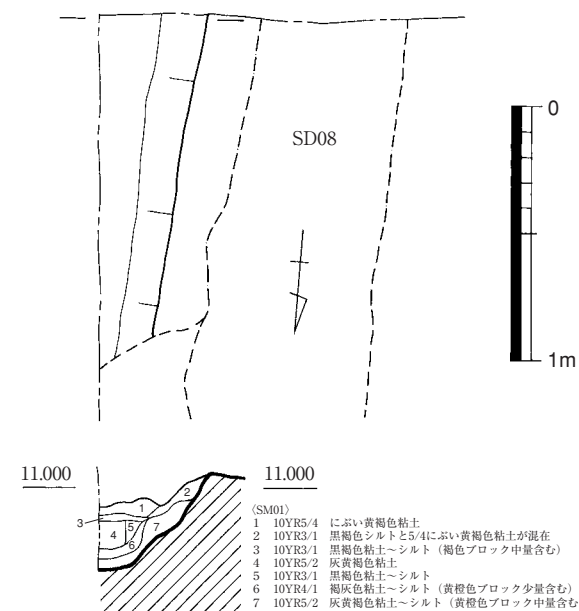 SD08
0
1m
11.000
11.000
1
2
3
4
5
6
7
〈SM01〉
1 10YR5/4 にぶい黄褐色粘土
2 10YR3/1 黒褐色シルトと5/4にぶい黄褐色粘土が混在
3 10YR3/1 黒褐色粘土～シルト（褐色ブロック中量含む）
4 10YR5/2 灰黄褐色粘土
5 10YR3/1 黒褐色粘土～シルト
6 10YR4/1 褐灰色粘土～シルト（黄橙色ブロック少量含む）
7 10YR5/2 灰黄褐色粘土～シルト（黄橙色ブロック中量含む